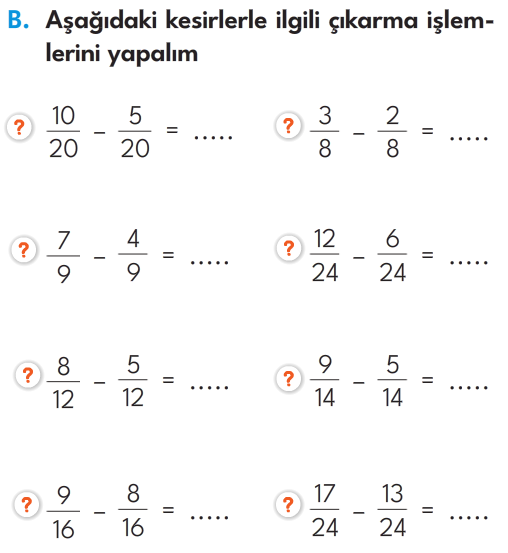 B. Aşağıdaki kesirlerle ilgili çıkarma işlem-
lerini yapalım
? 10/20 – 5/20 = ..... ? 3/8 – 2/8 = .....
? 7/9 – 4/9 = ..... ? 12/24 – 6/24 = .....
? 8/12 – 5/12 = ..... ? 9/14 – 5/14 = .....
? 9/16 – 8/16 = ..... ? 17/24 – 13/24 = .....